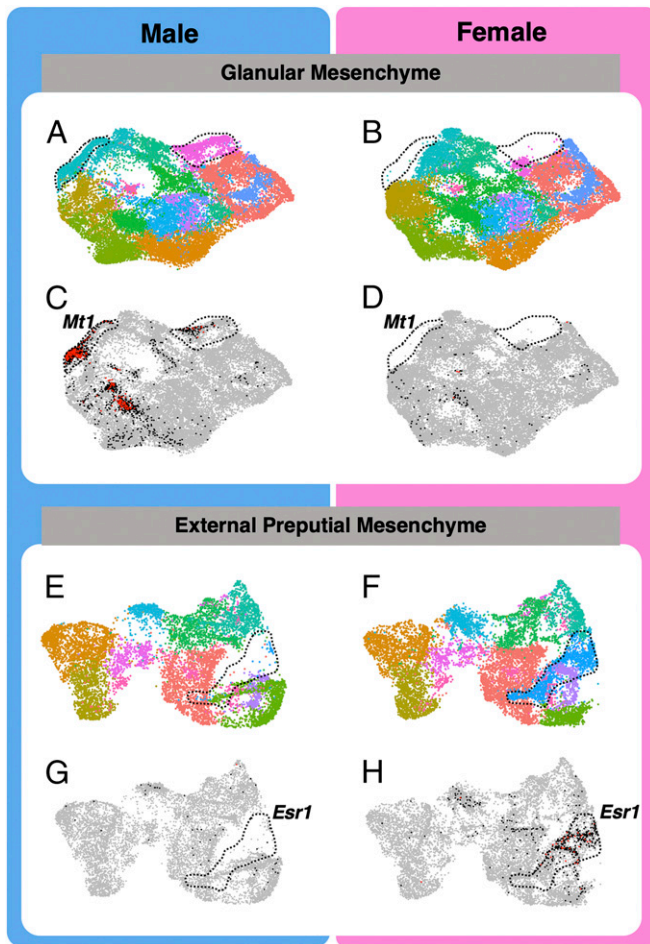 Male Female
Glanular Mesenchyme
A B
C D
Mt1 Mt1
External Preputial Mesenchyme
E F
G H
Esr1 Esr1